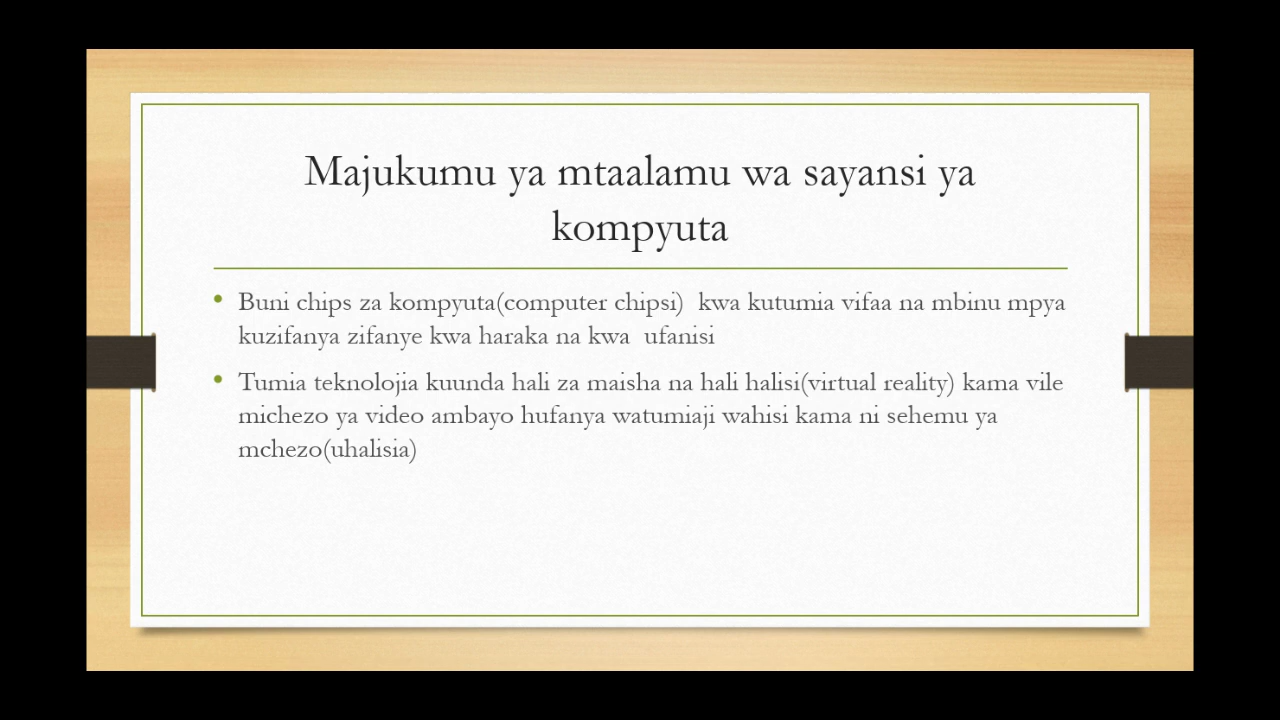 Majukumu ya mtaalamu wa sayansi ya
kompyuta
• Buni chips za kompyuta(computer chipsi)  kwa kutumia vifaa na mbinu mpya
kuzifanya zifanye kwa haraka na kwa  ufanisi
• Tumia teknolojia kuunda hali za maisha na hali halisi(virtual reality) kama vile
michezo ya video ambayo hufanya watumiaji wahisi kama ni sehemu ya
mchezo(uhalisia)